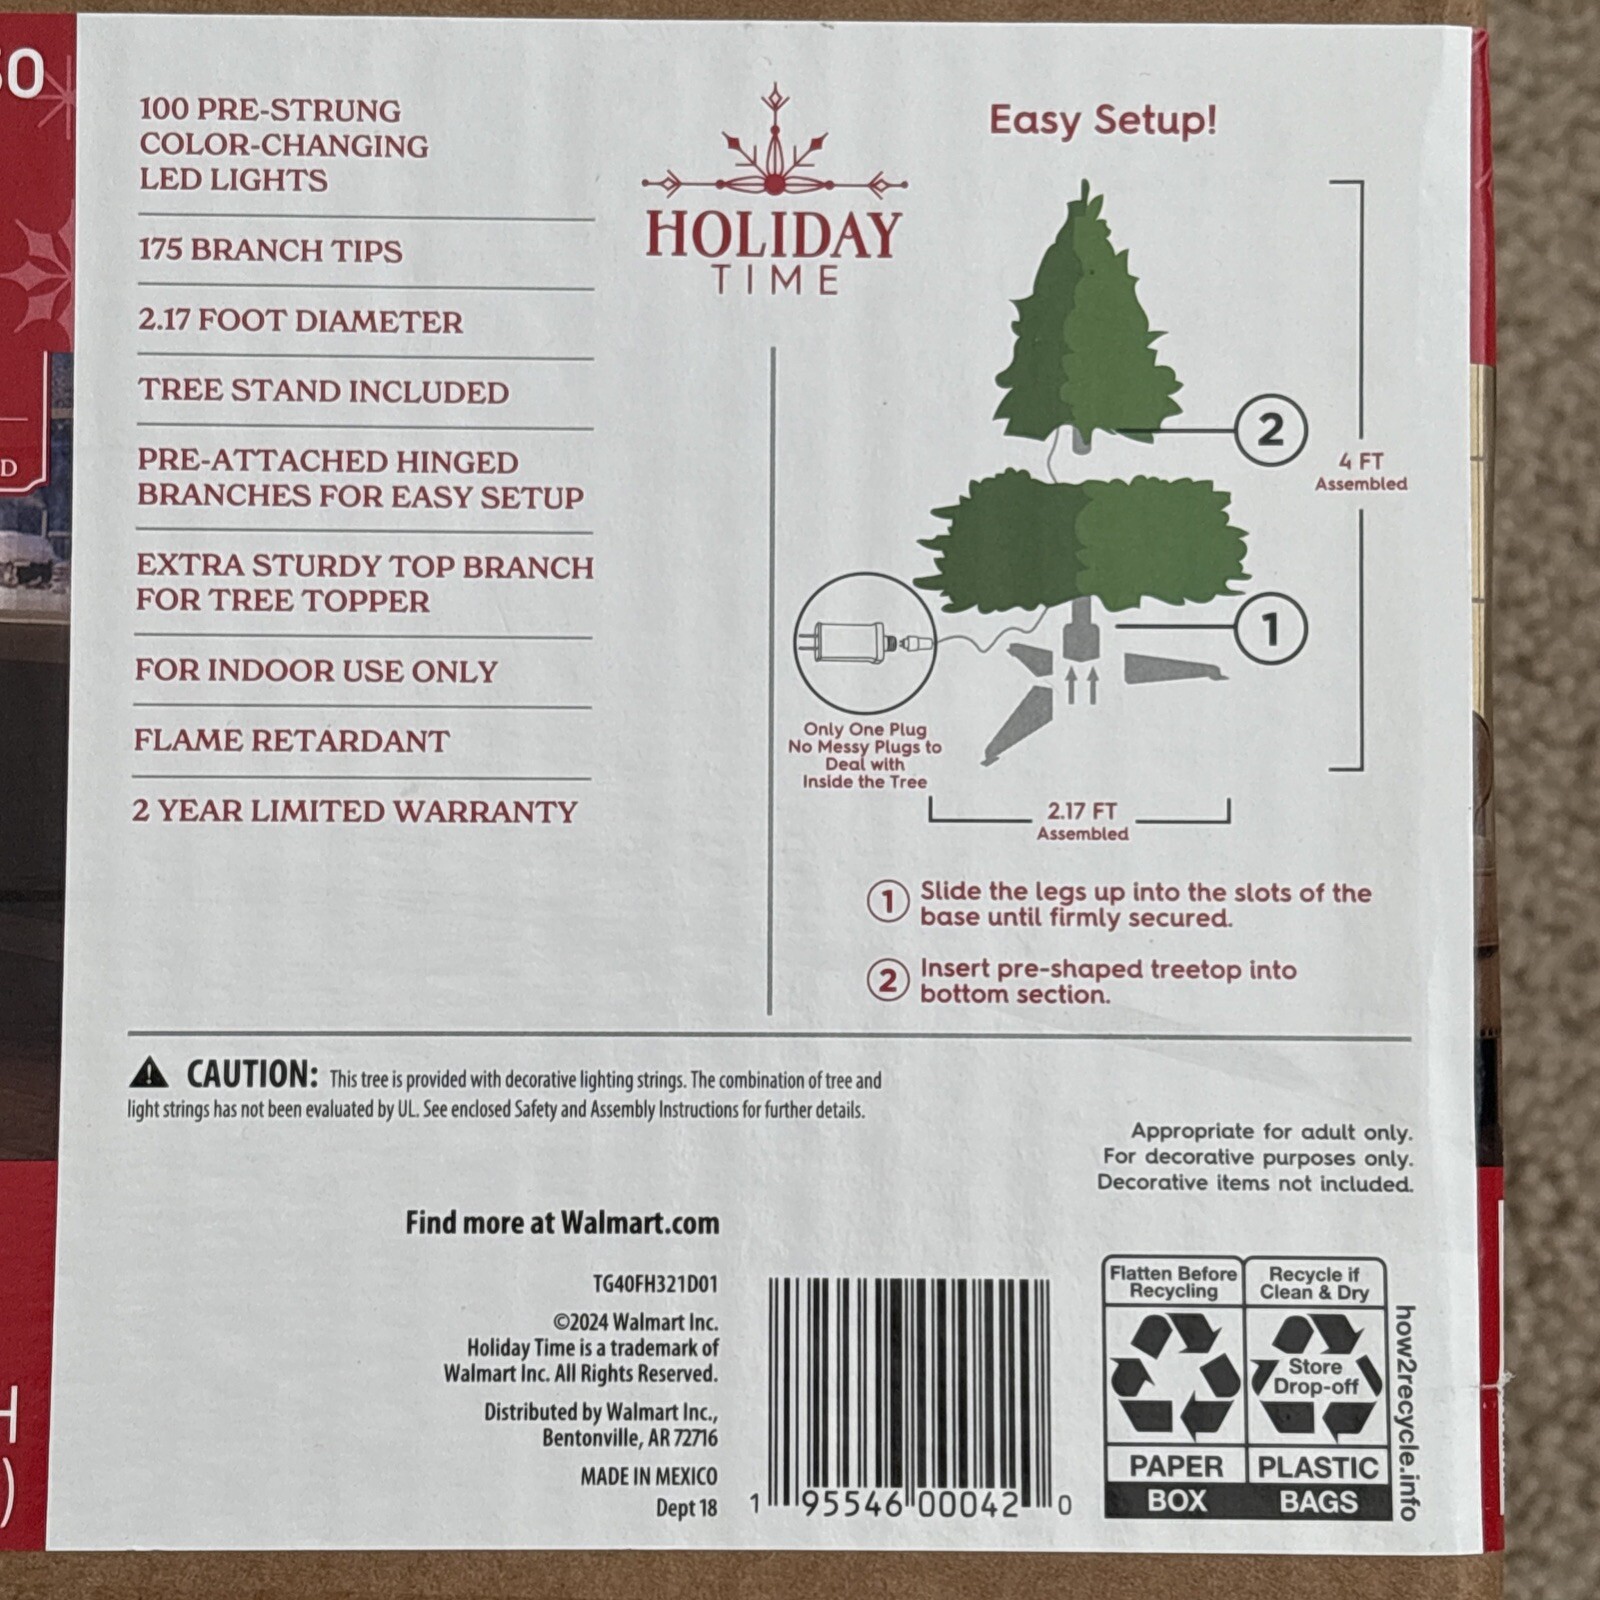 100 PRE-STRUNG
COLOR-CHANGING
LED LIGHTS
175 BRANCH TIPS
2.17 FOOT DIAMETER
TREE STAND INCLUDED
PRE-ATTACHED HINGED
BRANCHES FOR EASY SETUP
EXTRA STURDY TOP BRANCH
FOR TREE TOPPER
FOR INDOOR USE ONLY
FLAME RETARDANT
2 YEAR LIMITED WARRANTY
HOLIDAY
TIME
Easy Setup!
2
4 FT
Assembled
1
Only One Plug
No Messy Plugs to
Deal with
Inside the Tree
2.17 FT
Assembled
1 Slide the legs up into the slots of the
base until firmly secured.
2 Insert pre-shaped treetop into
bottom section.
CAUTION: This tree is provided with decorative lighting strings. The combination of tree and
light strings has not been evaluated by UL. See enclosed Safety and Assembly Instructions for further details.
Appropriate for adult only.
For decorative purposes only.
Decorative items not included.
Find more at Walmart.com
TG40FH321D01
©2024 Walmart Inc.
Holiday Time is a trademark of
Walmart Inc. All Rights Reserved.
Distributed by Walmart Inc.,
Bentonville, AR 72716
MADE IN MEXICO
Dept 18
1 95546 00042 0
Flatten Before
Recycling
PAPER
BOX
Recycle if
Clean & Dry
Store
Drop-off
PLASTIC
BAGS
how2recycle.info